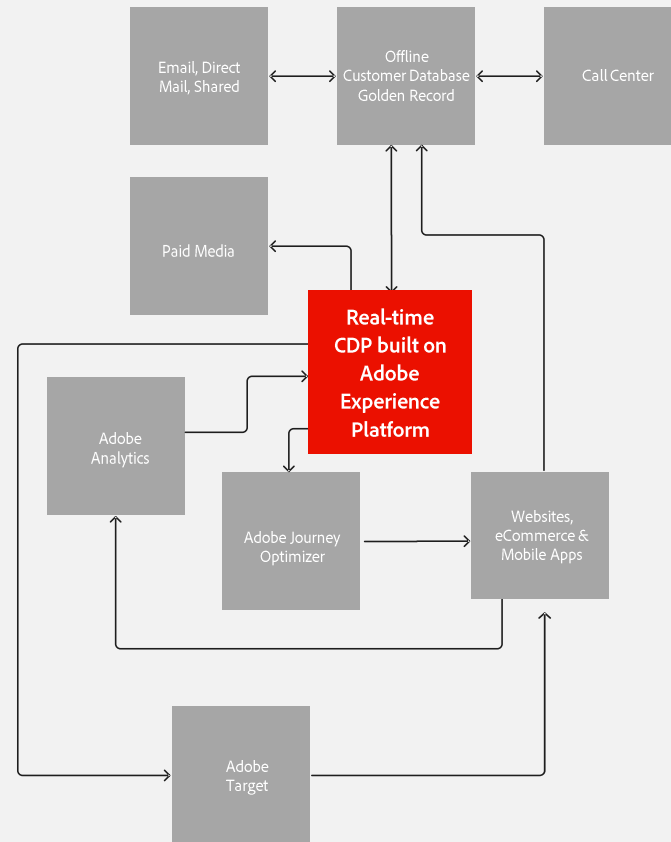 Email, Direct
Mail, Shared
Offline
Customer Database
Golden Record
Call Center
Paid Media
Real-time
CDP built on
Adobe
Experience
Platform
Adobe
Analytics
Adobe Journey
Optimizer
Websites,
eCommerce &
Mobile Apps
Adobe
Target